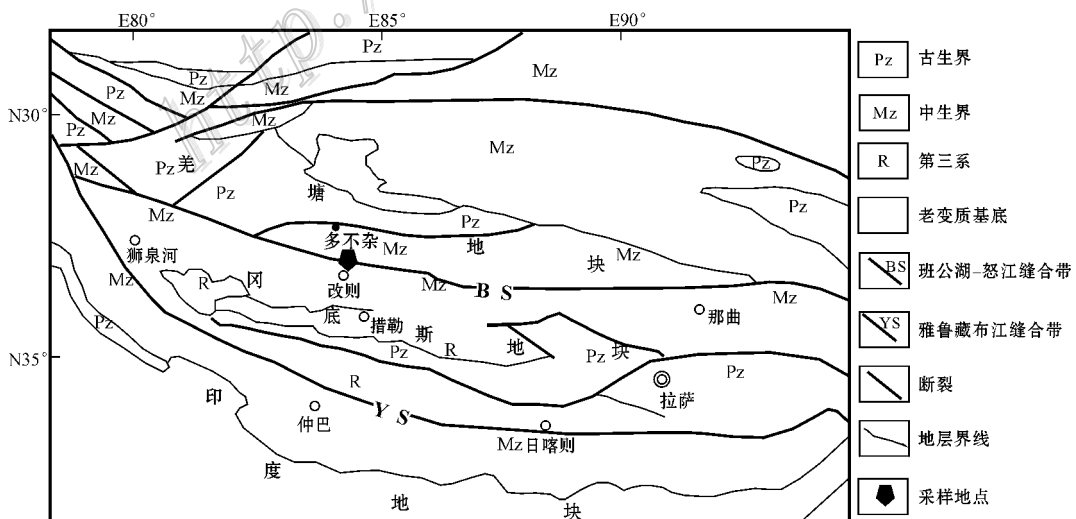 E80° E85° E90°
http:
Pz
Pz
Mz
Pz
Mz
Mz
N30°
Mz
Pz
Mz
Mz
Pz
Pz 羌
Mz
Pz 塘
Mz
Pz
Pz
多不杂
Mz 地
狮泉河
块 Mz
Mz
R 冈
改则
Mz
B S
Mz
底 措勒
斯
那曲
Pz
Pz R
地
Pz 块
Pz
N35°
R
拉萨
印
仲巴
Y S
Mz 日喀则
度
地
块
Pz 古生界
Mz 中生界
R 第三系
老变质基底
BS 班公湖-怒江缝合带
YS 雅鲁藏布江缝合带
断裂
地层界线
采样地点